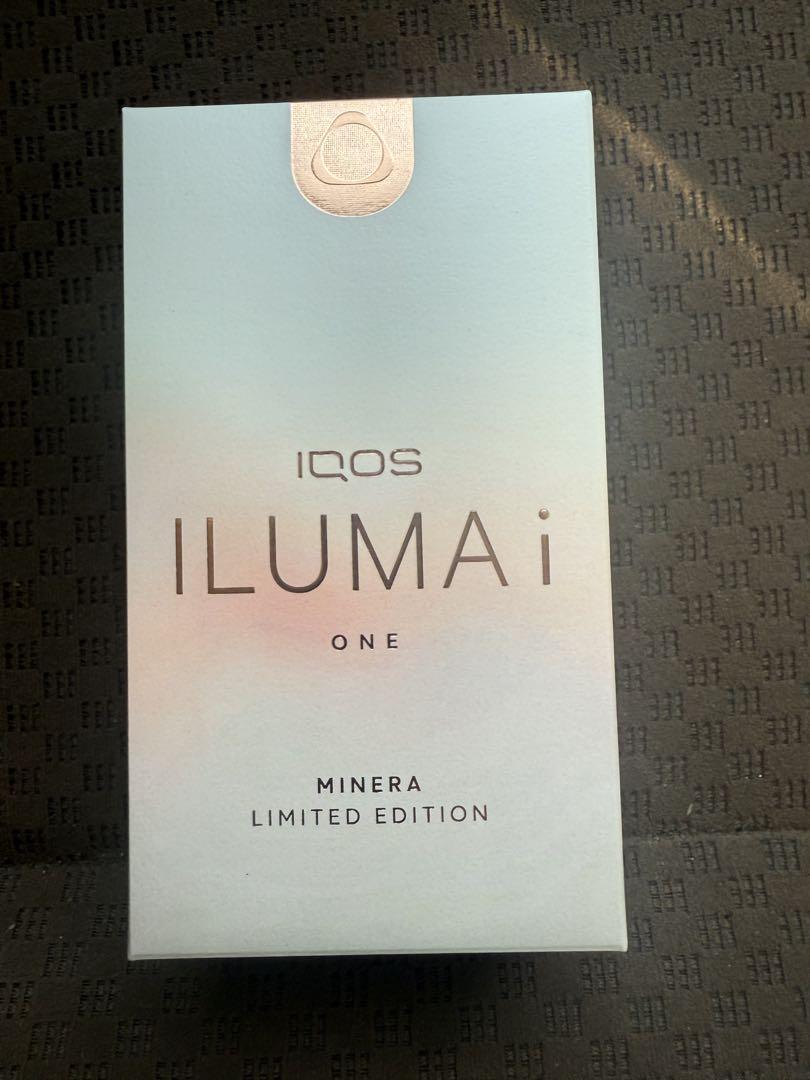 IQOS
ILUMA i
ONE
MINERA
LIMITED EDITION